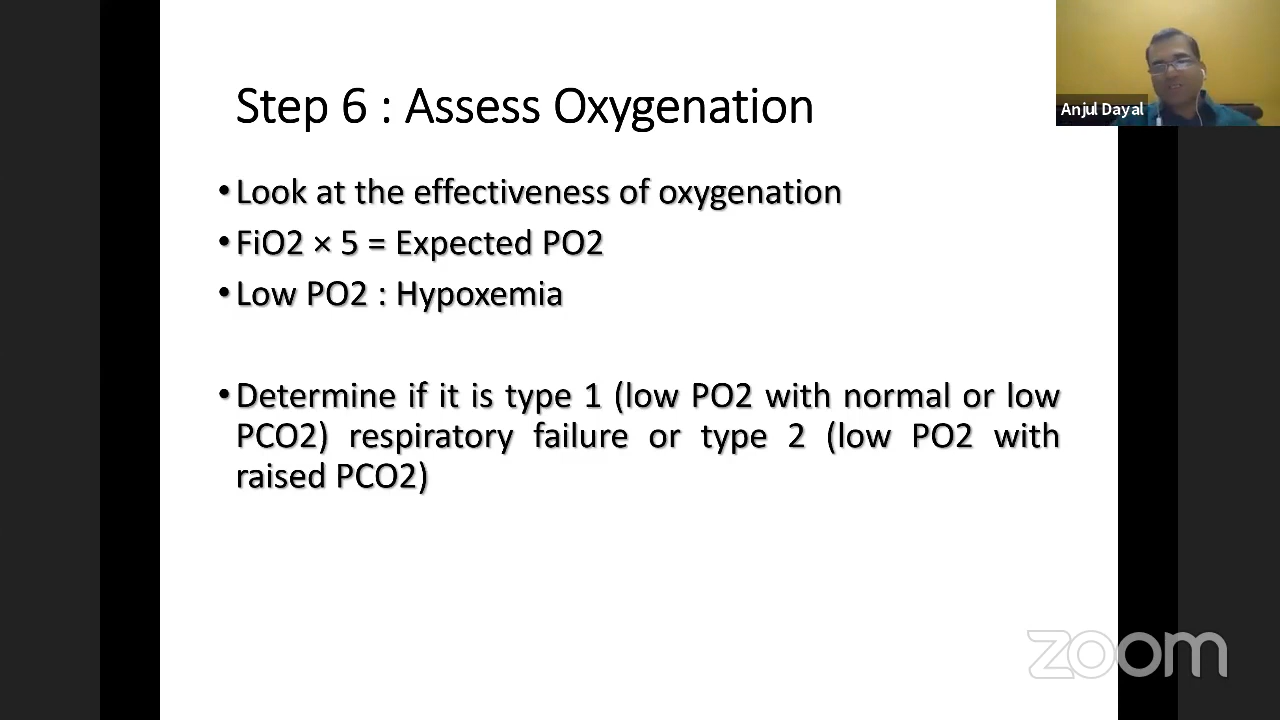 Step 6 : Assess Oxygenation
Anjul Dayal
•Look at the effectiveness of oxygenation
•FiO2 × 5 = Expected PO2
•Low PO2 : Hypoxemia
•Determine if it is type 1 (low PO2 with normal or low
PCO2) respiratory failure or type 2 (low PO2 with
raised PCO2)
zoom